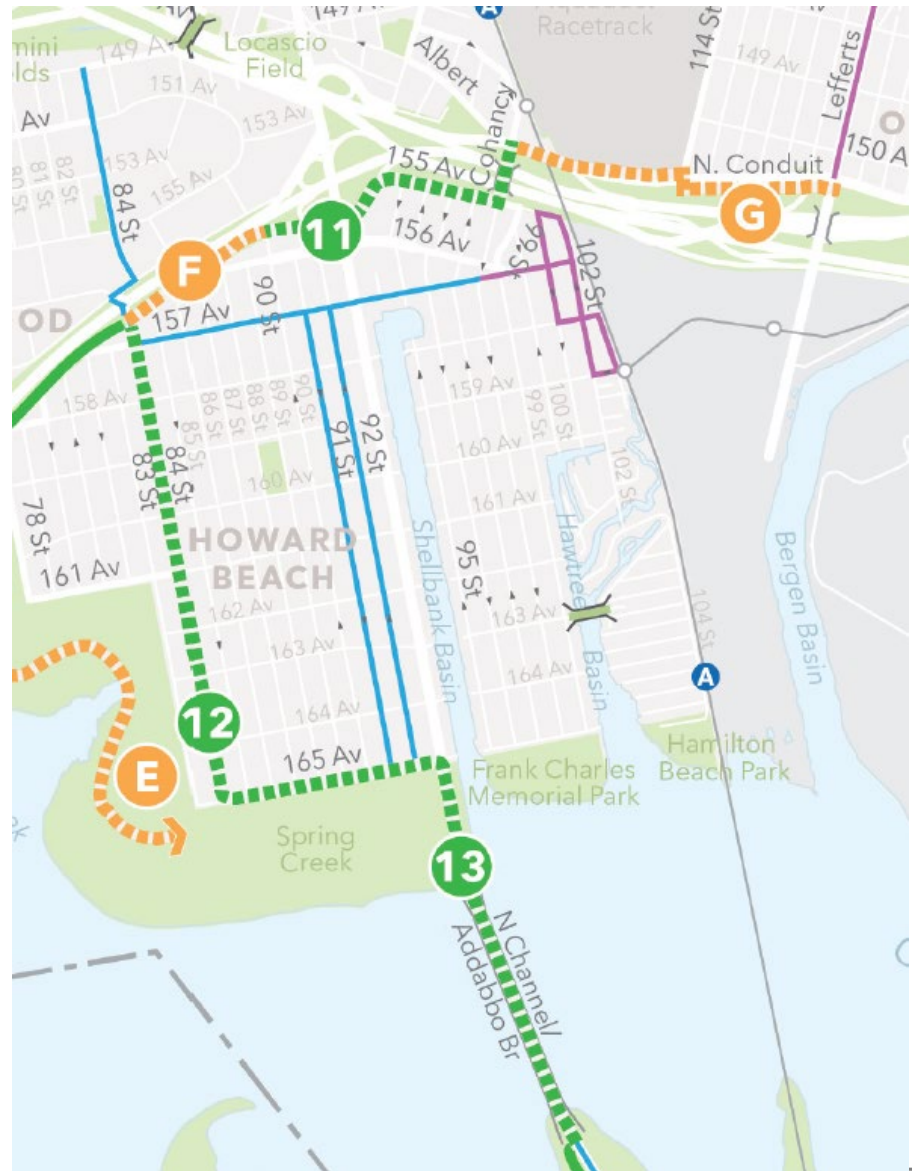 A
Racetrack
114 St
Lefferts
mini
lds
149 Av
Locascio
Field
Albert
149 Av
151 Av
Av
153 Av
Cohancy
O
150 A
153 Av
155 Av
N. Conduit
80 St
81 St
82 St
84 St
155 Av
11
156 Av
G
F
99 St
102 St
90 St
OD
157 Av
158 Av
159 Av
85 St
86 St
87 St
88 St
89 St
90 St
91 St
92 St
99 St
100 St
83 St
84 St
160 Av
160 Av
102 St
78 St
161 Av
HOWARD
BEACH
161 Av
Shellbank Basin
95 St
Hawtree
Basin
Bergen Basin
162 Av
163 Av
163 Av
104 St
164 Av
164 Av
A
12
165 Av
E
Frank Charles
Memorial Park
Hamilton
Beach Park
Spring
Creek
13
N Channel/
Addabbo Br